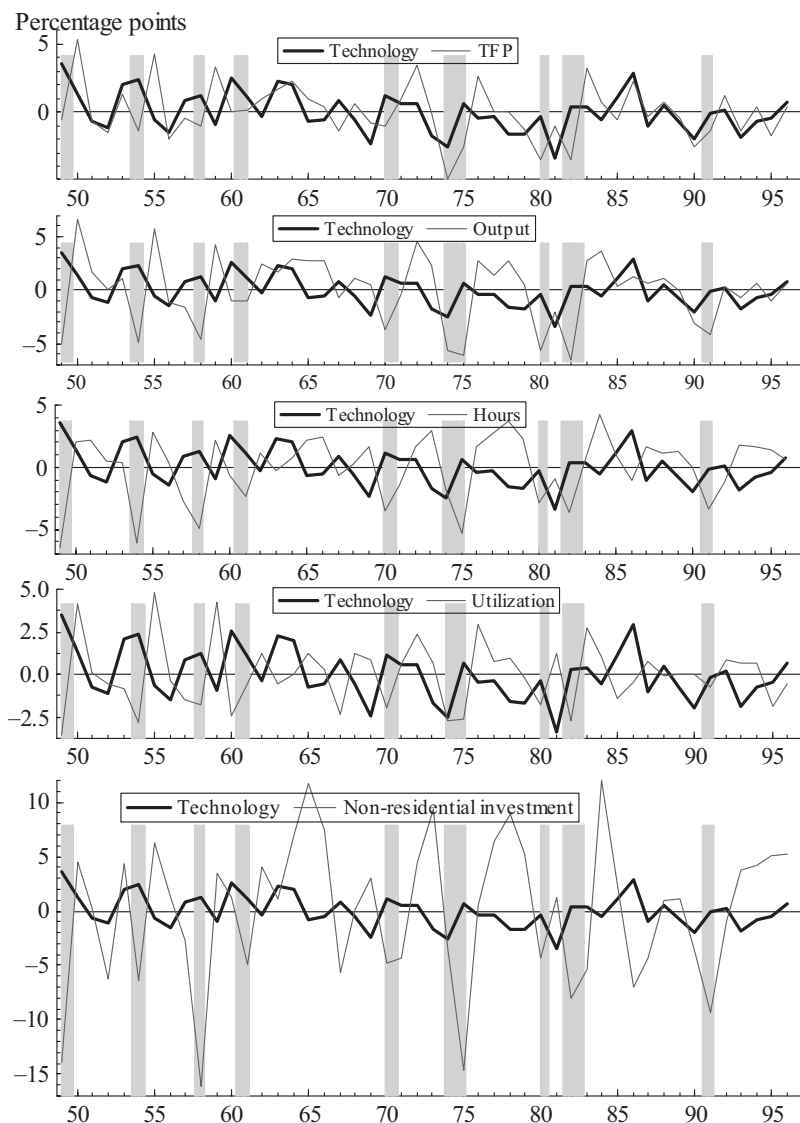 Percentage points
Technology TFP
5
0
50 55 60 65 70 75 80 85 90 95
Technology Output
5
0
–5
50 55 60 65 70 75 80 85 90 95
Technology Hours
5
0
–5
50 55 60 65 70 75 80 85 90 95
Technology Utilization
5.0
2.5
0.0
–2.5
50 55 60 65 70 75 80 85 90 95
Technology Non-residential investment
10
5
0
–5
–10
–15
50 55 60 65 70 75 80 85 90 95